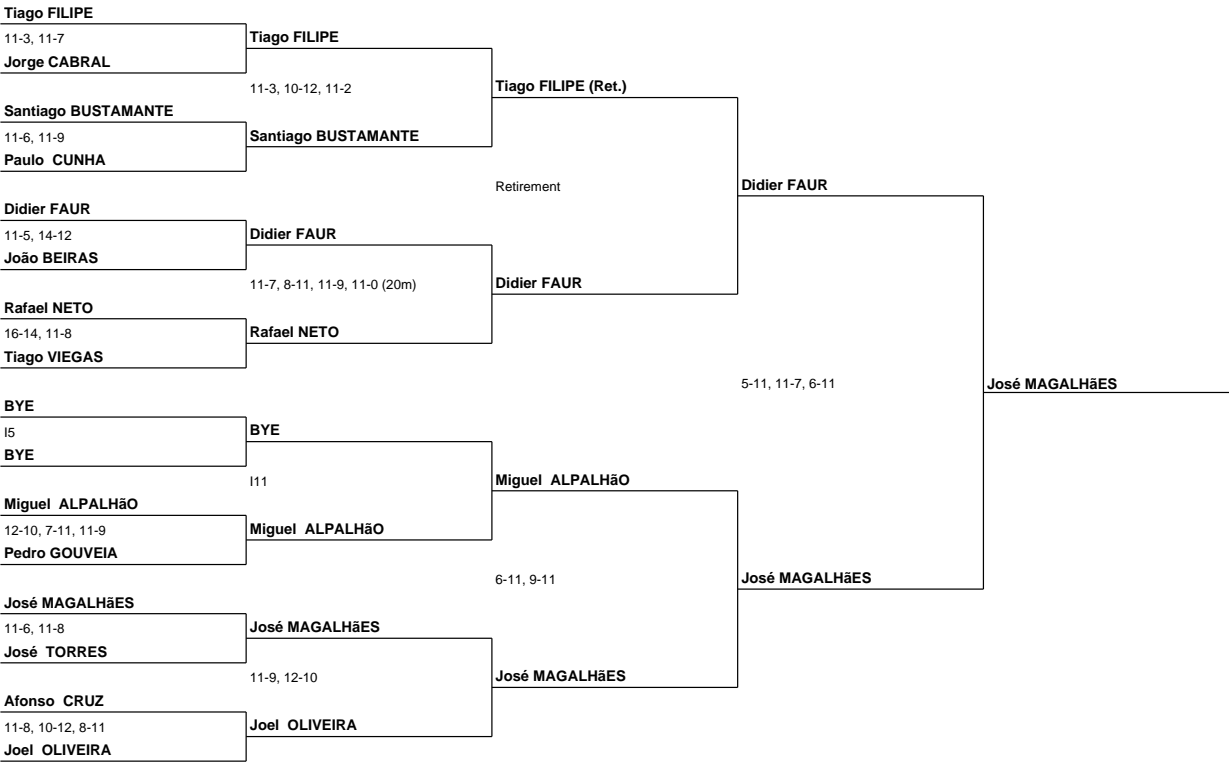 Tiago FILIPE
11-3, 11-7
Jorge CABRAL
Santiago BUSTAMANTE
11-6, 11-9
Paulo CUNHA
Didier FAUR
11-5, 14-12
João BEIRAS
Rafael NETO
16-14, 11-8
Tiago VIEGAS
BYE
I5
BYE
Miguel ALPALHãO
12-10, 7-11, 11-9
Pedro GOUVEIA
José MAGALHãES
11-6, 11-8
José TORRES
Afonso CRUZ
11-8, 10-12, 8-11
Joel OLIVEIRA
Tiago FILIPE
11-3, 10-12, 11-2
Santiago BUSTAMANTE
Didier FAUR
11-7, 8-11, 11-9, 11-0 (20m)
Rafael NETO
BYE
I11
Miguel ALPALHãO
José MAGALHãES
11-9, 12-10
Joel OLIVEIRA
Tiago FILIPE (Ret.)
Retirement
Didier FAUR
Miguel ALPALHãO
6-11, 9-11
José MAGALHãES
Didier FAUR
5-11, 11-7, 6-11
José MAGALHãES
José MAGALHãES